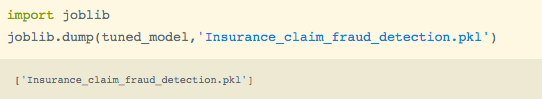 import joblib
joblib.dump(tuned_model,'Insurance_claim_fraud_detection.pkl')
['Insurance_claim_fraud_detection.pkl']